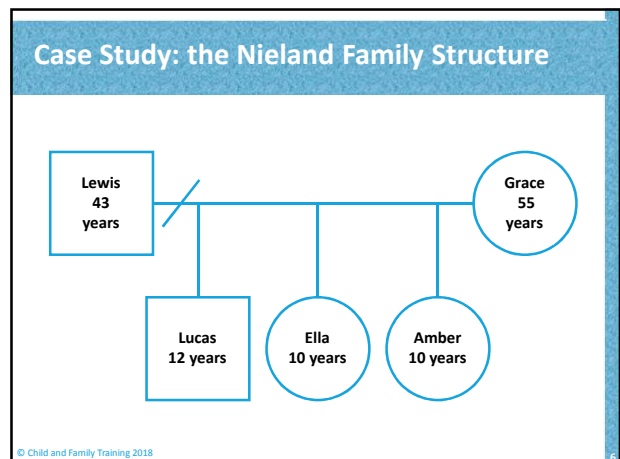 Case Study: the Nieland Family Structure
Lewis
43
years
Grace
55
years
Lucas
12 years
Ella
10 years
Amber
10 years
© Child and Family Training 2018
6